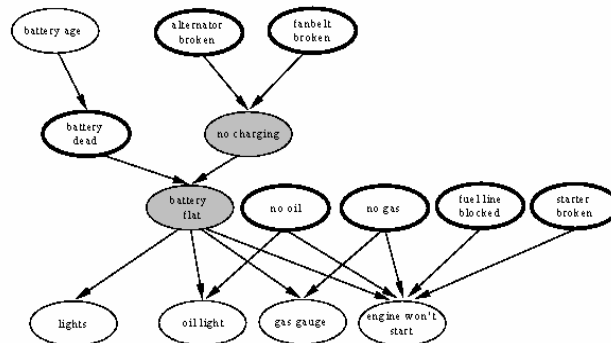 battery age
alternator
broken
fanbelt
broken
battery
dead
no charging
battery
flat
no oil
no gas
fuel line
blocked
starter
broken
lights
oil light
gas gauge
engine won't
start